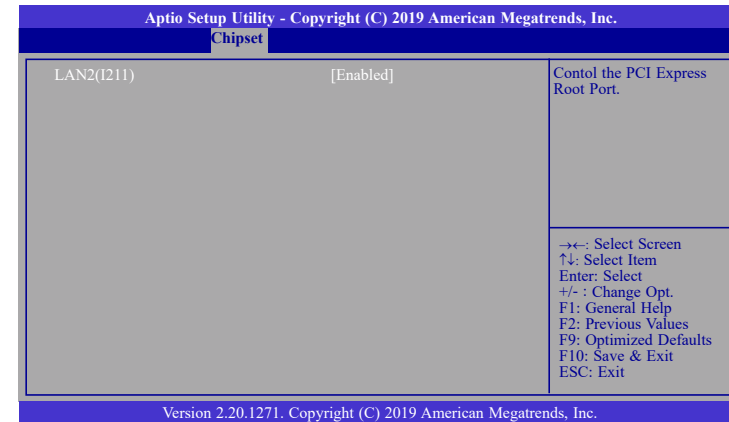 Aptio Setup Utility - Copyright (C) 2019 American Megatrends, Inc.
Chipset
LAN2(I211) [Enabled]
Contol the PCI Express
Root Port.
→←: Select Screen
↑↓: Select Item
Enter: Select
+/- : Change Opt.
F1: General Help
F2: Previous Values
F9: Optimized Defaults
F10: Save & Exit
ESC: Exit
Version 2.20.1271. Copyright (C) 2019 American Megatrends, Inc.